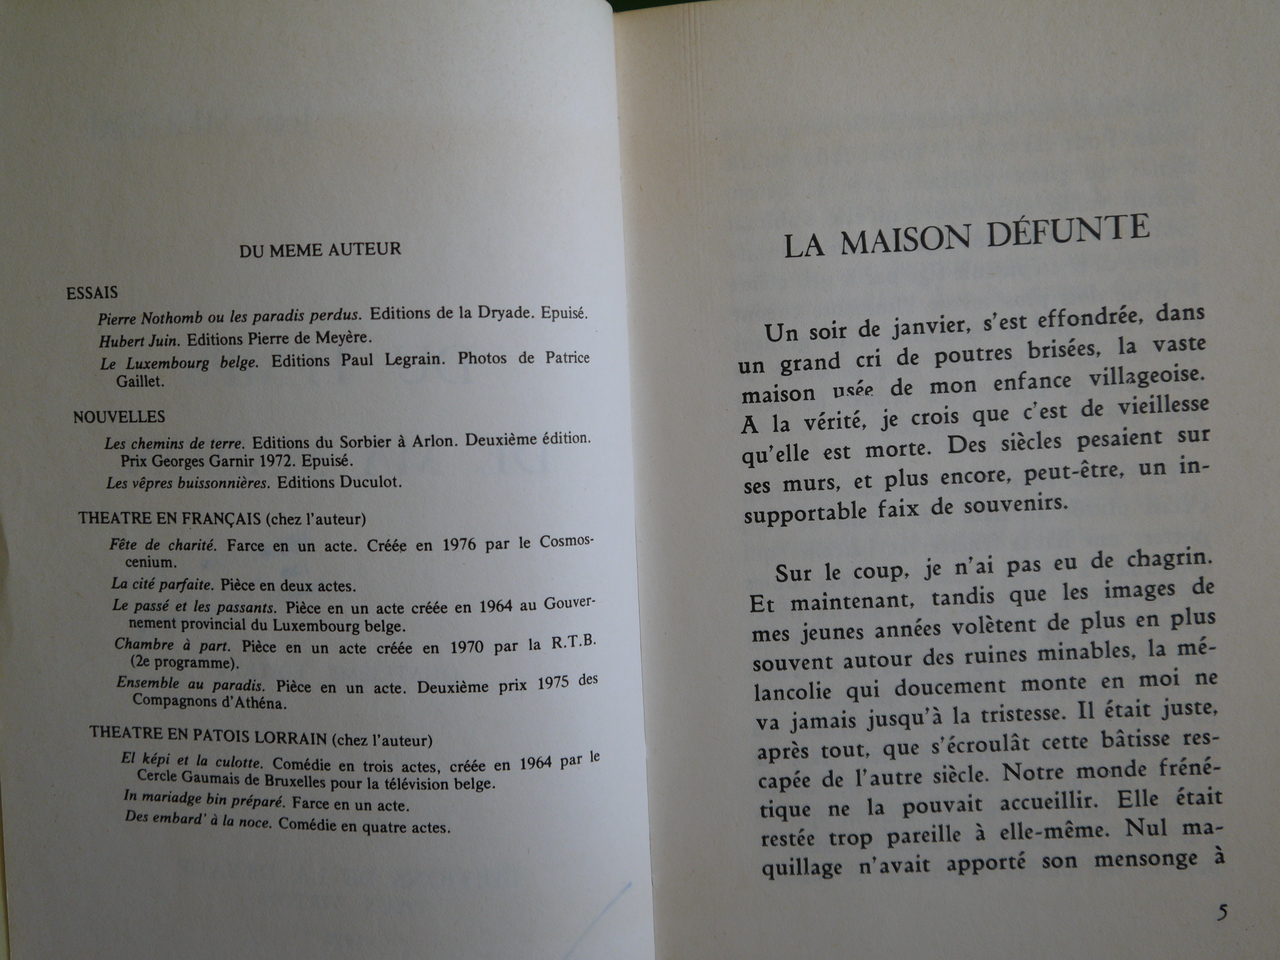 DU MEME AUTEUR
ESSAIS
Pierre Nothomb ou les paradis perdus. Editions de la Dryade. Epuisé.
Hubert Juin. Editions Pierre de Meyère.
Le Luxembourg belge. Editions Paul Legrain. Photos de Patrice
Gaillet.
NOUVELLES
Les chemins de terre. Editions du Sorbier à Arlon. Deuxième édition.
Prix Georges Garnir 1972. Epuisé.
Les vêpres buissonnières. Editions Duculot.
THEATRE EN FRANÇAIS (chez l'auteur)
Fête de charité. Farce en un acte. Créée en 1976 par le Cosmos-
cenium.
La cité parfaite. Pièce en deux actes.
Le passé et les passants. Pièce en un acte créée en 1964 au Gouver-
nement provincial du Luxembourg belge.
Chambre à part. Pièce en un acte créée en 1970 par la R.T.B.
(2e programme).
Ensemble au paradis. Pièce en un acte. Deuxième prix 1975 des
Compagnons d'Athéna.
THEATRE EN PATOIS LORRAIN (chez l'auteur)
El képi et la culotte. Comédie en trois actes, créée en 1964 par le
Cercle Gaumais de Bruxelles pour la télévision belge.
In mariadge bin préparé. Farce en un acte.
Des embard' à la noce. Comédie en quatre actes.
LA MAISON DÉFUNTE
Un soir de janvier, s'est effondrée, dans
un grand cri de poutres brisées, la vaste
maison usée de mon enfance villageoise.
A la vérité, je crois que c'est de vieillesse
qu'elle est morte. Des siècles pesaient sur
ses murs, et plus encore, peut-être, un in-
supportable faix de souvenirs.
Sur le coup, je n'ai pas eu de chagrin.
Et maintenant, tandis que les images de
mes jeunes années volètent de plus en plus
souvent autour des ruines minables, la mé-
lancolie qui doucement monte en moi ne
va jamais jusqu'à la tristesse. Il était juste,
après tout, que s'écroulât cette bâtisse res-
capée de l'autre siècle. Notre monde fréné-
tique ne la pouvait accueillir. Elle était
restée trop pareille à elle-même. Nul ma-
quillage n'avait apporté son mensonge à
5